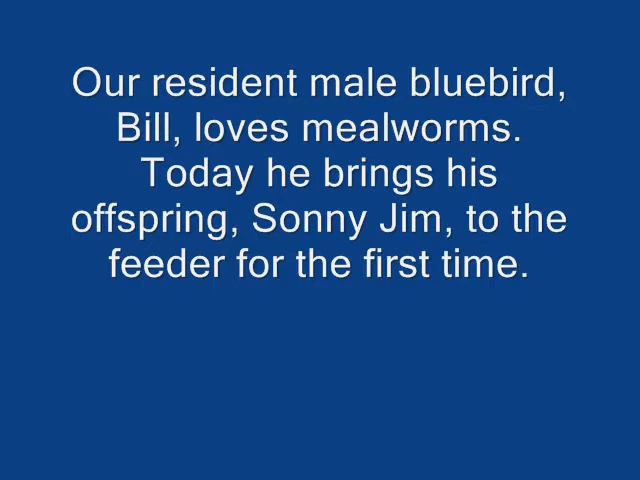 Our resident male bluebird,
Bill, loves mealworms.
Today he brings his
offspring, Sonny Jim, to the
feeder for the first time.